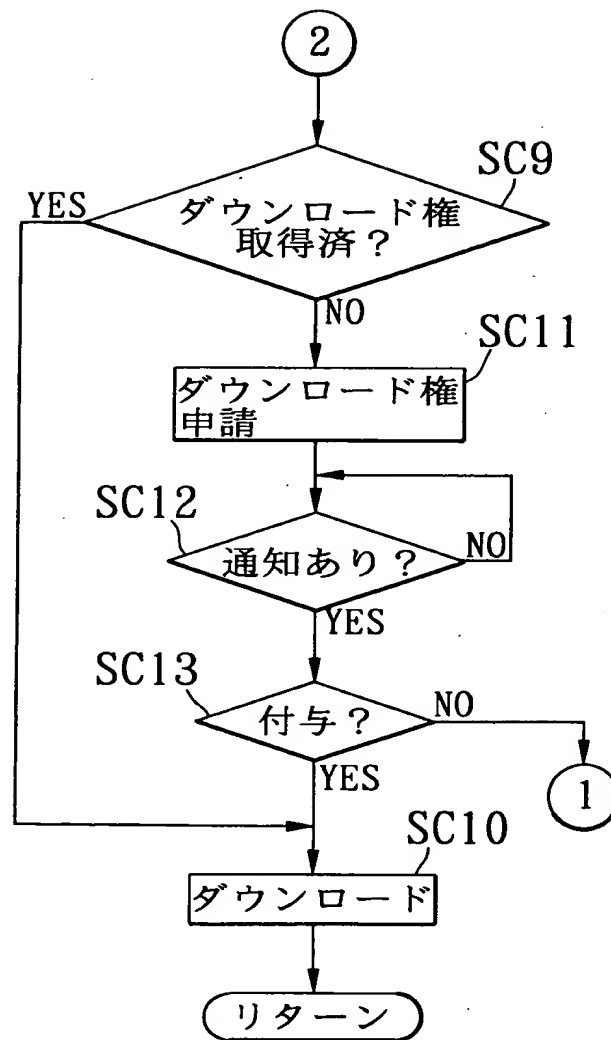 2
SC9
YES
ダウンロード権
取得済？
NO
SC11
ダウンロード権
申請
SC12
通知あり？
NO
YES
SC13
付与？
NO
YES
1
SC10
ダウンロード
リターン